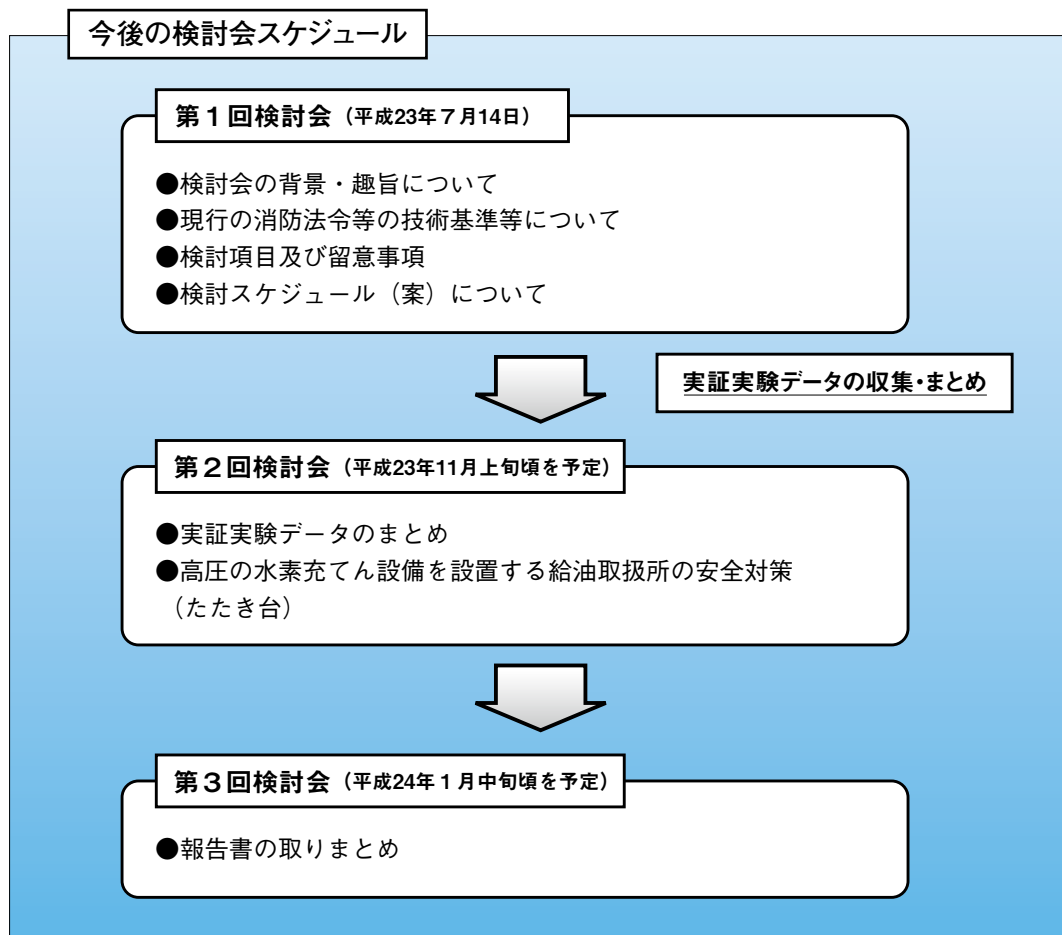 今後の検討会スケジュール
第1回検討会（平成23年7月14日）
●検討会の背景・趣旨について
●現行の消防法令等の技術基準等について
●検討項目及び留意事項
●検討スケジュール（案）について
実証実験データの収集・まとめ
第2回検討会（平成23年11月上旬頃を予定）
●実証実験データのまとめ
●高圧の水素充てん設備を設置する給油取扱所の安全対策
（たたき台）
第3回検討会（平成24年1月中旬頃を予定）
●報告書の取りまとめ